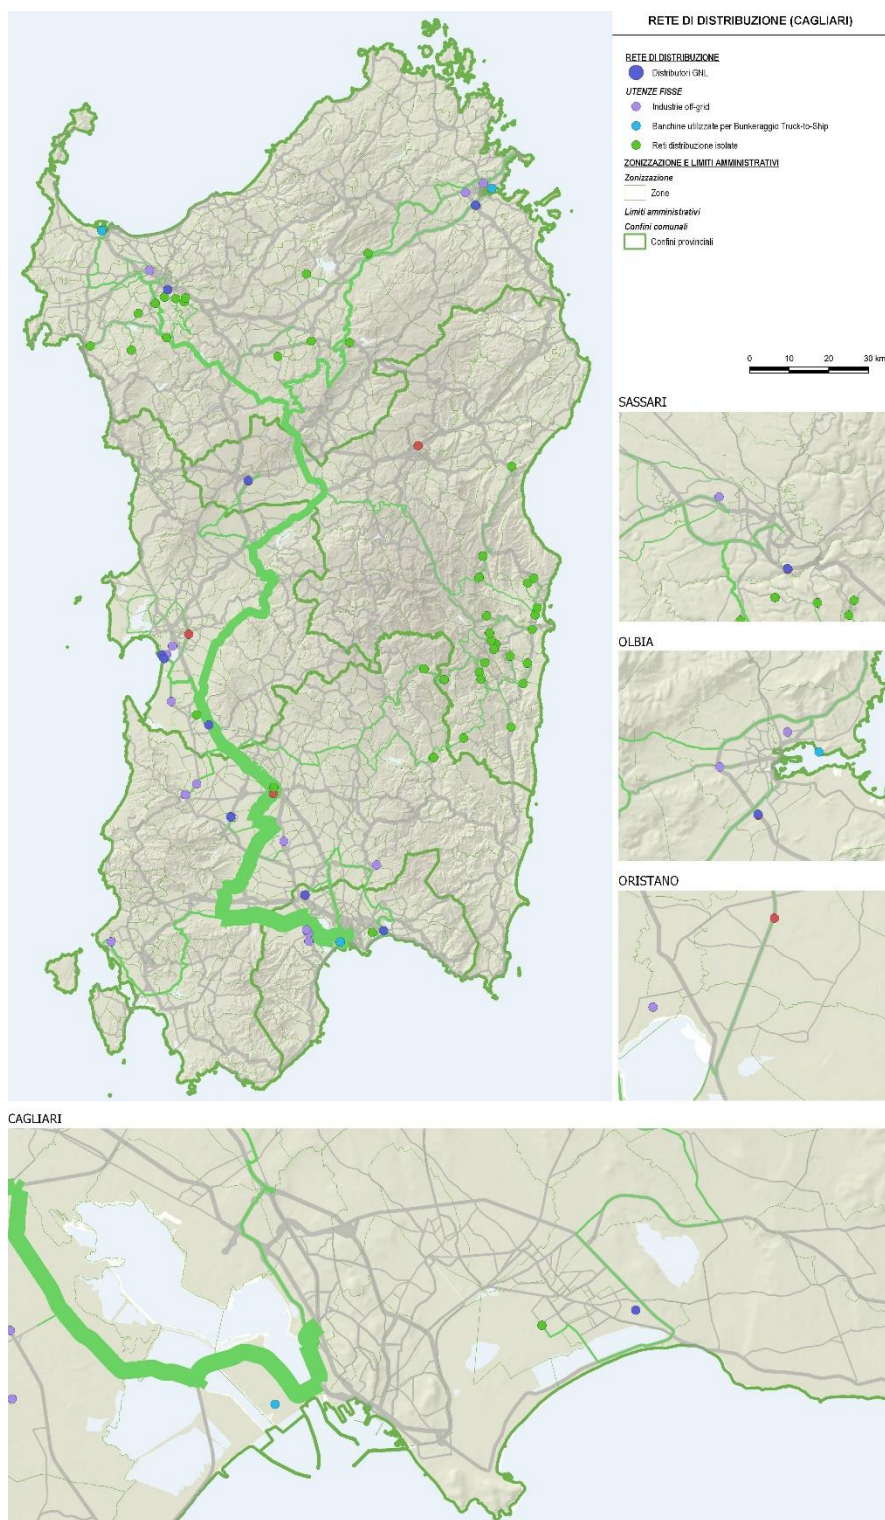 RETE DI DISTRIBUZIONE (CAGLIARI)
RETE DI DISTRIBUZIONE
Distributori GNL
UTENZE FISSE
Industrie off-grid
Banchine utilizzate per Bunkeraggio Truck-to-Ship
Reti distribuzione isolate
ZONIZZAZIONE E LIMITI AMMINISTRATIVI
Zonizzazione
Zone
Limiti amministrativi
Confini comunali
Confini provinciali
0 10 20 30 km
SASSARI
OLBIA
ORISTANO
CAGLIARI